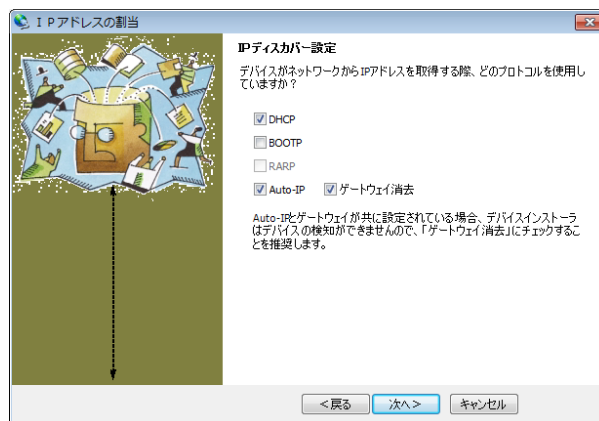 ＩＰアドレスの割当
IPディスカバー設定
デバイスがネットワークからIPアドレスを取得する際、どのプロトコルを使用し
ていますか？
DHCP
BOOTP
RARP
Auto-IP ゲートウェイ消去
Auto-IPとゲートウェイが共に設定されている場合、デバイスインストーラ
はデバイスの検知ができませんので、「ゲートウェイ消去」にチェックするこ
とを推奨します。
＜戻る 次へ＞ キャンセル